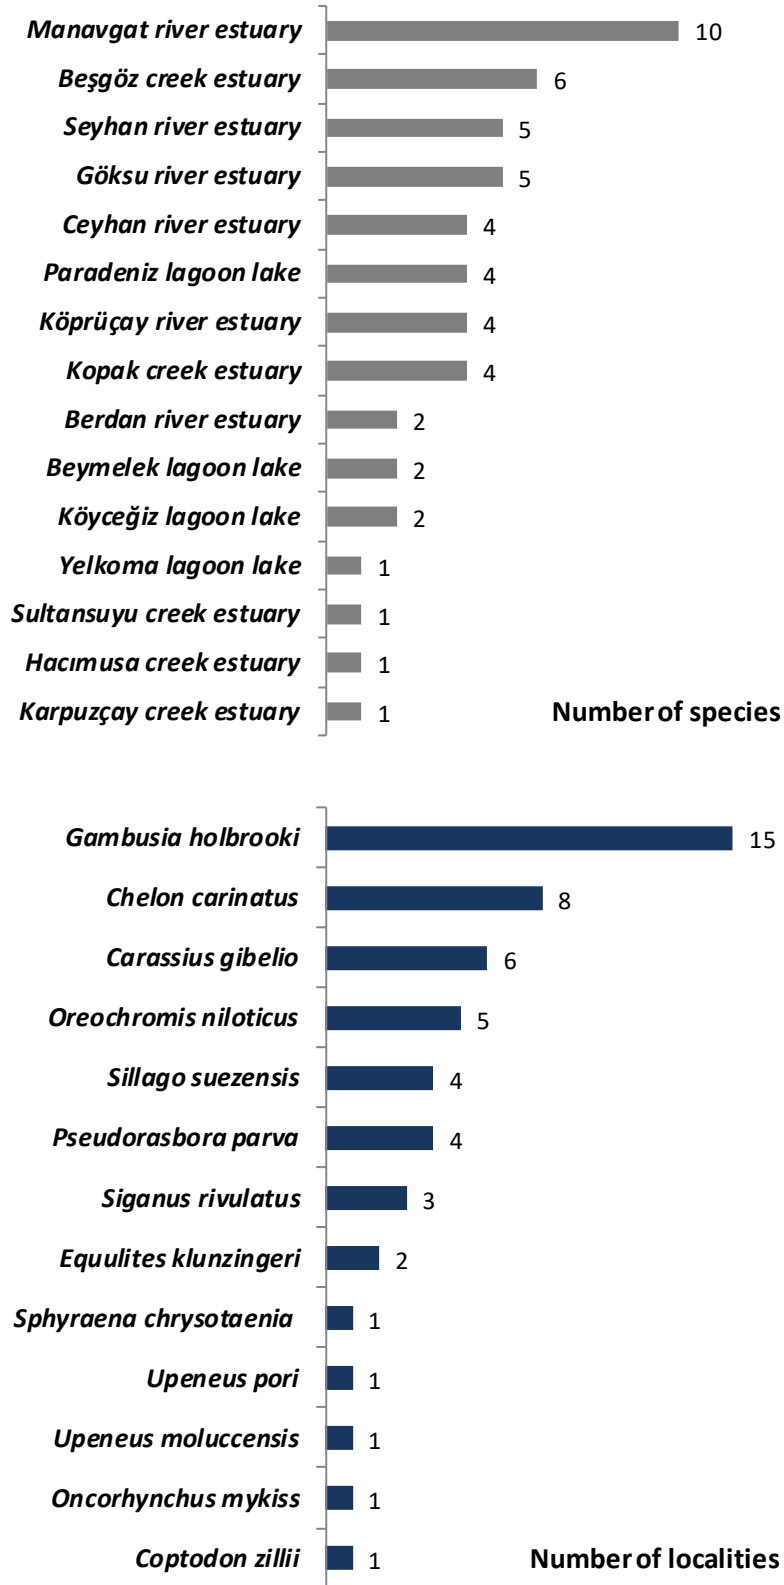 Manavgat river estuary 10
Beşgöz creek estuary 6
Seyhan river estuary 5
Göksu river estuary 5
Ceyhan river estuary 4
Paradeniz lagoon lake 4
Köprüçay river estuary 4
Kopak creek estuary 4
Berdan river estuary 2
Beymelek lagoon lake 2
Köyceğiz lagoon lake 2
Yelkoma lagoon lake 1
Sultansuyu creek estuary 1
Hacımusa creek estuary 1
Karpuzçay creek estuary 1 Number of species
Gambusia holbrooki 15
Chelon carinatus 8
Carassius gibelio 6
Oreochromis niloticus 5
Sillago suezensis 4
Pseudorasbora parva 4
Siganus rivulatus 3
Equulites klunzingeri 2
Sphyraena chrysotaenia 1
Upeneus pori 1
Upeneus moluccensis 1
Oncorhynchus mykiss 1
Coptodon zillii 1 Number of localities